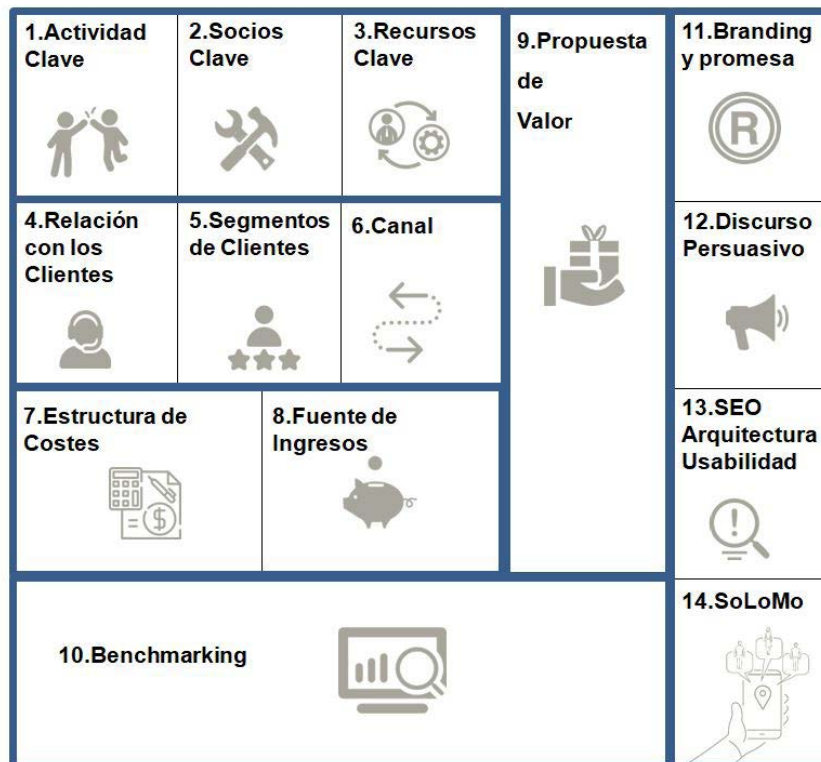 1.Actividad
Clave
2.Socios
Clave
3.Recursos
Clave
4.Relación
con los
Clientes
5.Segmentos
de Clientes
6.Canal
7.Estructura de
Costes
8.Fuente de
Ingresos
9.Propuesta
de
Valor
10.Benchmarking
11.Branding
y promesa
R
12.Discurso
Persuasivo
13.SEO
Arquitectura
Usabilidad
14.SoLoMo